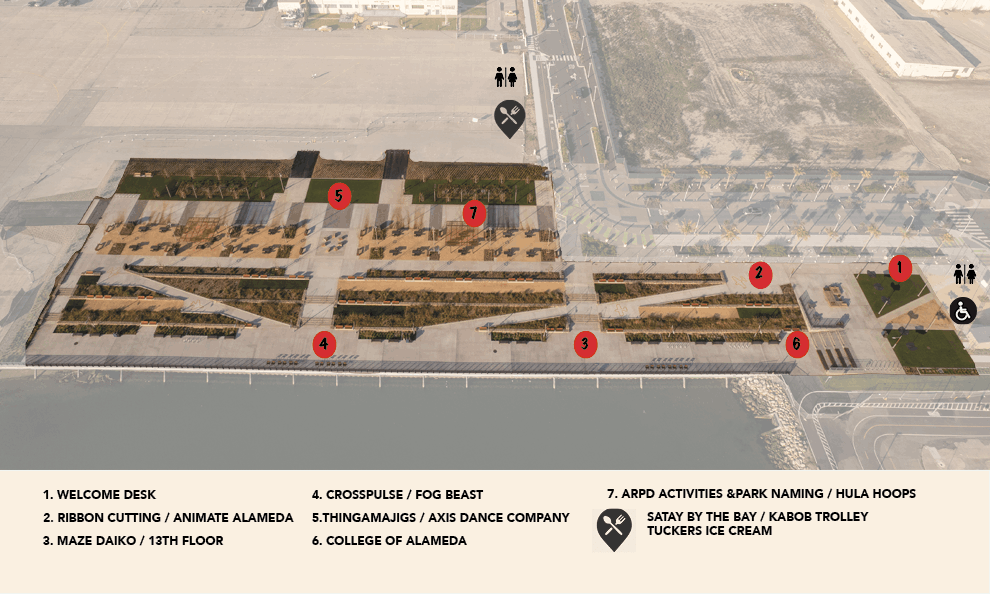 5
7
2
1
4
3
6
1. WELCOME DESK
2. RIBBON CUTTING / ANIMATE ALAMEDA
3. MAZE DAIKO / 13TH FLOOR
4. CROSSPULSE / FOG BEAST
5.THINGAMAJIGS / AXIS DANCE COMPANY
6. COLLEGE OF ALAMEDA
7. ARPD ACTIVITIES &PARK NAMING / HULA HOOPS
SATAY BY THE BAY / KABOB TROLLEY
TUCKERS ICE CREAM